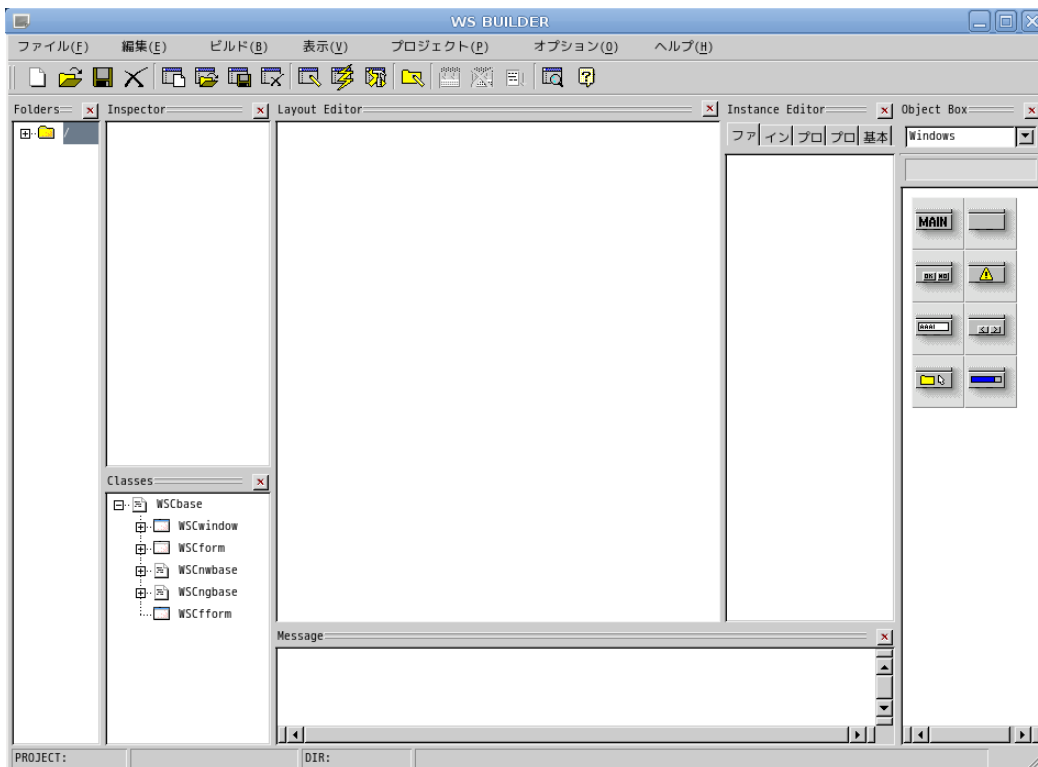 WS BUILDER
ファイル(F) 編集(E) ビルド(B) 表示(V) プロジェクト(P) オプション(O) ヘルプ(H)
Folders Inspector Layout Editor Instance Editor Object Box
/
ファ イン プロ プロ 基本
Windows
MAIN
OK NO
Classes
WSCbase
WSCwindow
WSCform
WSCnwbase
WSCngbase
WSCfform
Message
PROJECT: DIR: